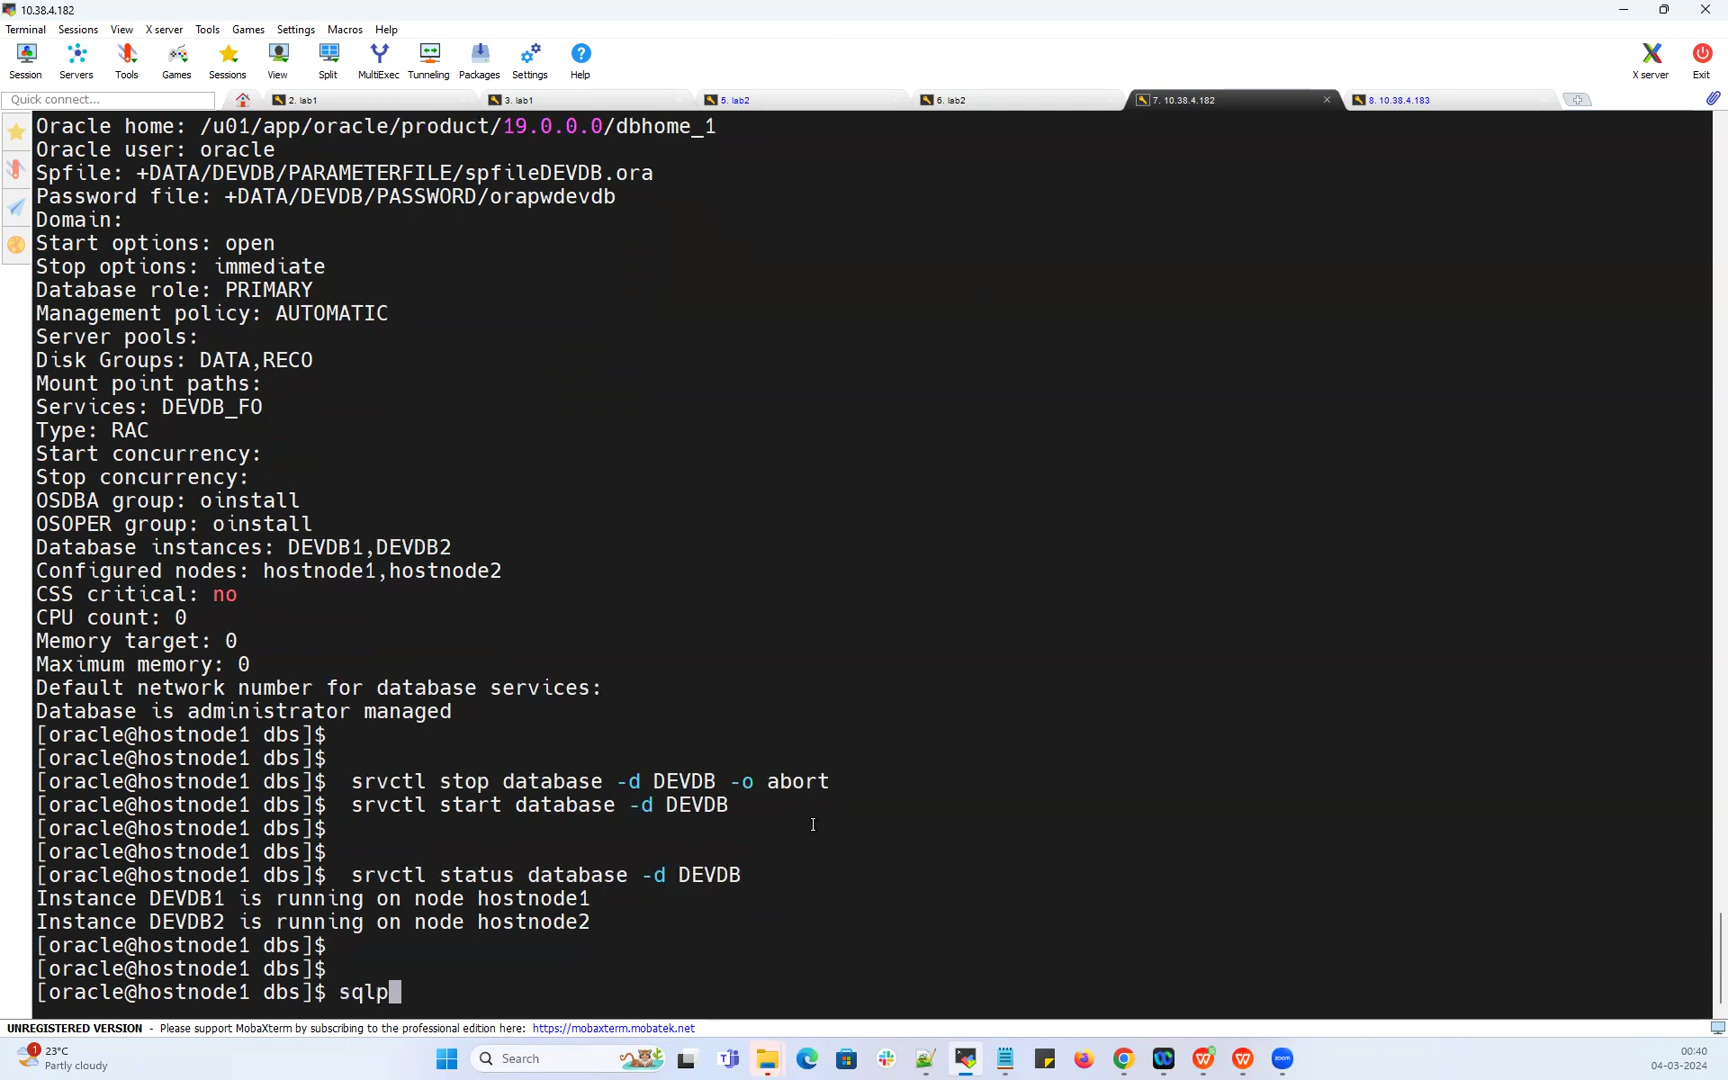 10.38.4.182
Terminal Sessions View X server Tools Games Settings Macros Help
Session Servers Tools Games Sessions View Split MultiExec Tunneling Packages Settings Help X server Exit
Quick connect... 2. lab1 3. lab1 5. lab2 6. lab2 7. 10.38.4.182 8. 10.38.4.183
Oracle home: /u01/app/oracle/product/19.0.0.0/dbhome_1
Oracle user: oracle
Spfile: +DATA/DEVDB/PARAMETERFILE/spfileDEVDB.ora
Password file: +DATA/DEVDB/PASSWORD/orapwdevdb
Domain:
Start options: open
Stop options: immediate
Database role: PRIMARY
Management policy: AUTOMATIC
Server pools:
Disk Groups: DATA,RECO
Mount point paths:
Services: DEVDB_FO
Type: RAC
Start concurrency:
Stop concurrency:
OSDBA group: oinstall
OSOPER group: oinstall
Database instances: DEVDB1,DEVDB2
Configured nodes: hostnode1,hostnode2
CSS critical: no
CPU count: 0
Memory target: 0
Maximum memory: 0
Default network number for database services:
Database is administrator managed
[oracle@hostnode1 dbs]$
[oracle@hostnode1 dbs]$
[oracle@hostnode1 dbs]$  srvctl stop database -d DEVDB -o abort
[oracle@hostnode1 dbs]$  srvctl start database -d DEVDB
[oracle@hostnode1 dbs]$
[oracle@hostnode1 dbs]$
[oracle@hostnode1 dbs]$  srvctl status database -d DEVDB
Instance DEVDB1 is running on node hostnode1
Instance DEVDB2 is running on node hostnode2
[oracle@hostnode1 dbs]$
[oracle@hostnode1 dbs]$
[oracle@hostnode1 dbs]$ sqlp
UNREGISTERED VERSION - Please support MobaXterm by subscribing to the professional edition here: https://mobaxterm.mobatek.net
1 23°C Search zoom 00:40
Partly cloudy 04-03-2024